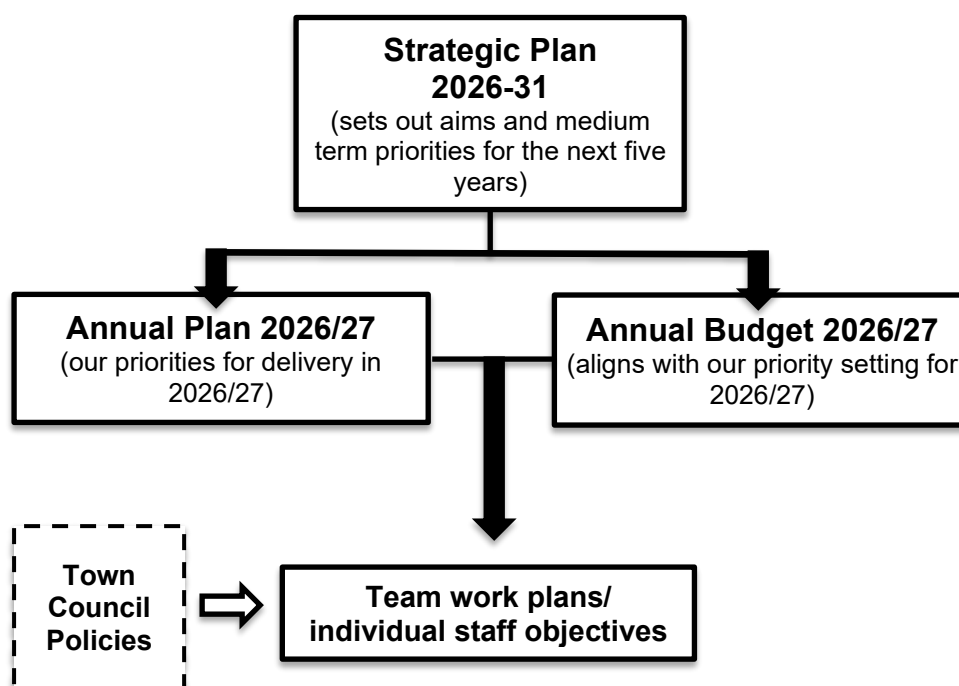 Strategic Plan
2026-31
(sets out aims and medium
term priorities for the next five
years)
Annual Plan 2026/27
(our priorities for delivery in
2026/27)
Annual Budget 2026/27
(aligns with our priority setting for
2026/27)
Town
Council
Policies
Team work plans/
individual staff objectives